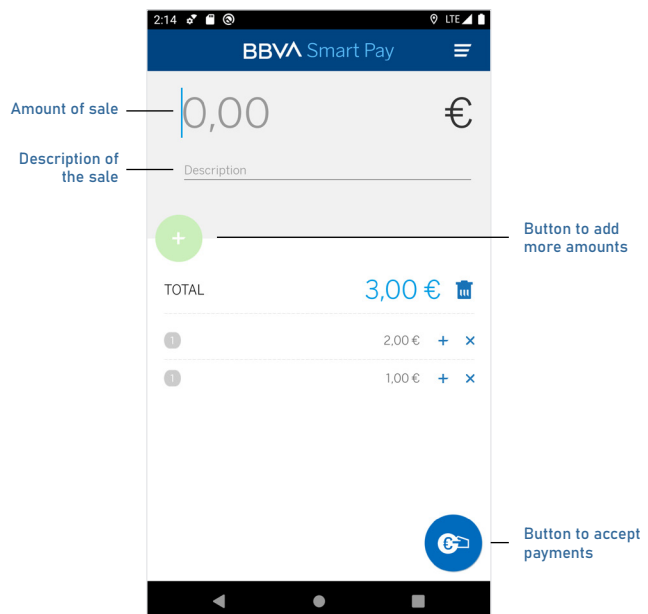 2:14 LTE
BBVA Smart Pay
Amount of sale
0,00 €
Description of
the sale
Description
+
Button to add
more amounts
TOTAL 3,00 €
1 2,00 € + ×
1 1,00 € + ×
€
Button to accept
payments